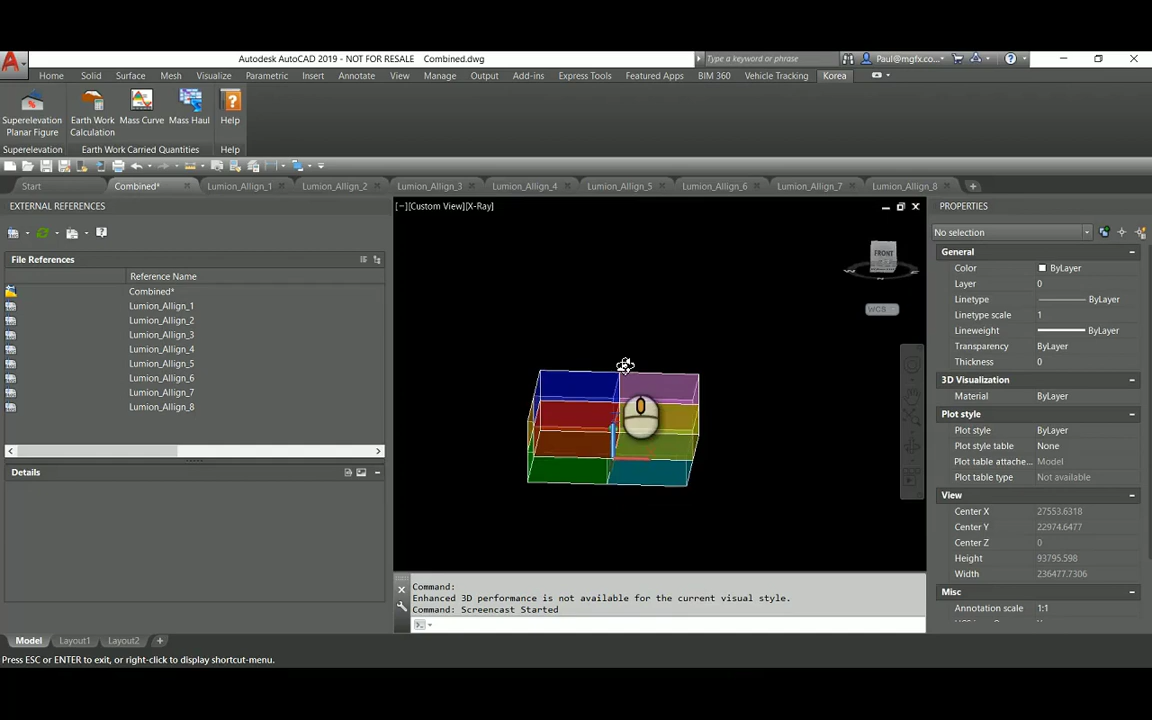 Autodesk AutoCAD 2019 - NOT FOR RESALE Combined.dwg
Type a keyword or phrase
Paul@mgfx.co...
Home Solid Surface Mesh Visualize Parametric Insert Annotate View Manage Output Add-ins Express Tools Featured Apps BIM 360 Vehicle Tracking Korea
Superelevation Planar Figure
Earth Work Calculation
Mass Curve
Mass Haul
Help
Superelevation
Earth Work Carried Quantities
Help
Start Combined* Lumion_Allign_1 Lumion_Allign_2 Lumion_Allign_3 Lumion_Allign_4 Lumion_Allign_5 Lumion_Allign_6 Lumion_Allign_7 Lumion_Allign_8
EXTERNAL REFERENCES
File References
Reference Name
Combined*
Lumion_Allign_1
Lumion_Allign_2
Lumion_Allign_3
Lumion_Allign_4
Lumion_Allign_5
Lumion_Allign_6
Lumion_Allign_7
Lumion_Allign_8
Details
[−][Custom View][X-Ray]
FRONT
WCS
Command:
Enhanced 3D performance is not available for the current visual style.
Command: Screencast Started
PROPERTIES
No selection
General
Color ByLayer
Layer 0
Linetype ByLayer
Linetype scale 1
Lineweight ByLayer
Transparency ByLayer
Thickness 0
3D Visualization
Material ByLayer
Plot style
Plot style ByLayer
Plot style table None
Plot table attache... Model
Plot table type Not available
View
Center X 27553.6318
Center Y 22974.6477
Center Z 0
Height 93795.598
Width 236477.7306
Misc
Annotation scale 1:1
Model Layout1 Layout2
Press ESC or ENTER to exit, or right-click to display shortcut-menu.